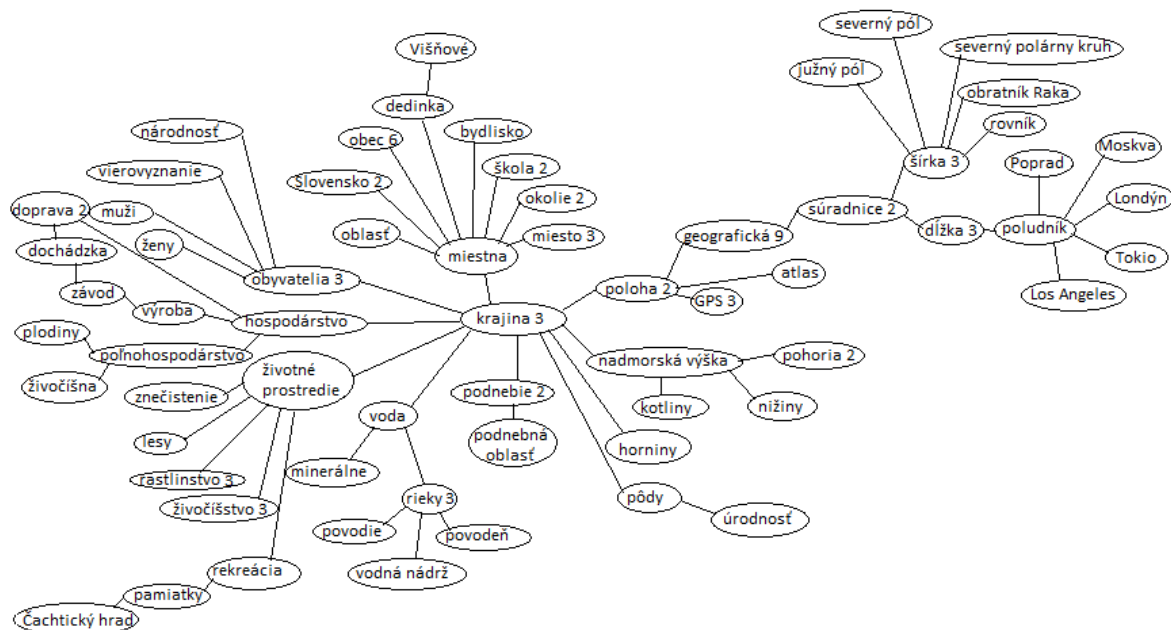 severný pól
severný polárny kruh
Višňové
južný pól
obratník Raka
dedinka
národnosť
bydlisko
rovník
obec 6
Moskva
vierovyznanie
škola 2
šírka 3
Poprad
Slovensko 2
okolie 2
Londýn
doprava 2
muži
súradnice 2
geografická 9
oblasť
miesto 3
dĺžka 3
poludník
dochádzka
ženy
miestna
Tokio
obyvatelia 3
poloha 2
atlas
závod
GPS 3
Los Angeles
výroba
hospodárstvo
krajina 3
plodiny
poľnohospodárstvo
nadmorská výška
pohoria 2
životné
prostredie
živočíšna
podnebie 2
znečistenie
kotliny
nižiny
voda
podnebná
oblasť
lesy
horniny
minerálne
rastlinstvo 3
rieky 3
pôdy
živočíšstvo 3
úrodnosť
povodie
povodeň
rekreácia
vodná nádrž
pamiatky
Čachtický hrad